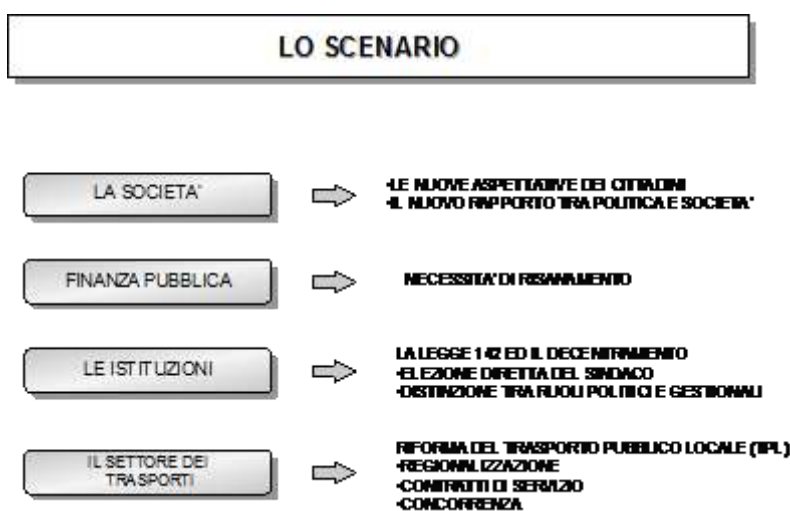 LO SCENARIO
LA SOCIETA'
•LE NUOVE ASPETTATIVE DEI CITTADINI
•IL NUOVO RAPPORTO TRA POLITICA E SOCIETA'
FINANZA PUBBLICA
NECESSITA' DI RISANAMENTO
LE ISTITUZIONI
LA LEGGE 142 ED IL DECENTRAMENTO
•ELEZIONE DIRETTA DEL SINDACO
•DISTINZIONE TRA RUOLI POLITICI E GESTIONALI
IL SETTORE DEI
TRASPORTI
RIFORMA DEL TRASPORTO PUBBLICO LOCALE (TPL)
•REGIONALIZZAZIONE
•CONTRATTI DI SERVIZIO
•CONCORRENZA